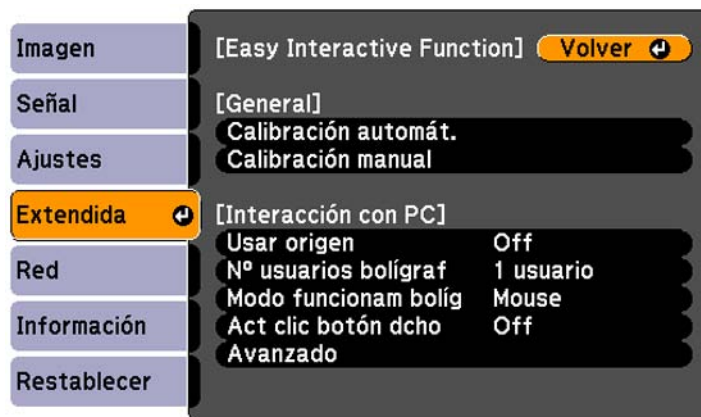 Imagen
Señal
Ajustes
Extendida
Red
Información
Restablecer
[Easy Interactive Function] Volver
[General]
Calibración automát.
Calibración manual
[Interacción con PC]
Usar origen Off
Nº usuarios bolígraf 1 usuario
Modo funcionam bolíg Mouse
Act clic botón dcho Off
Avanzado